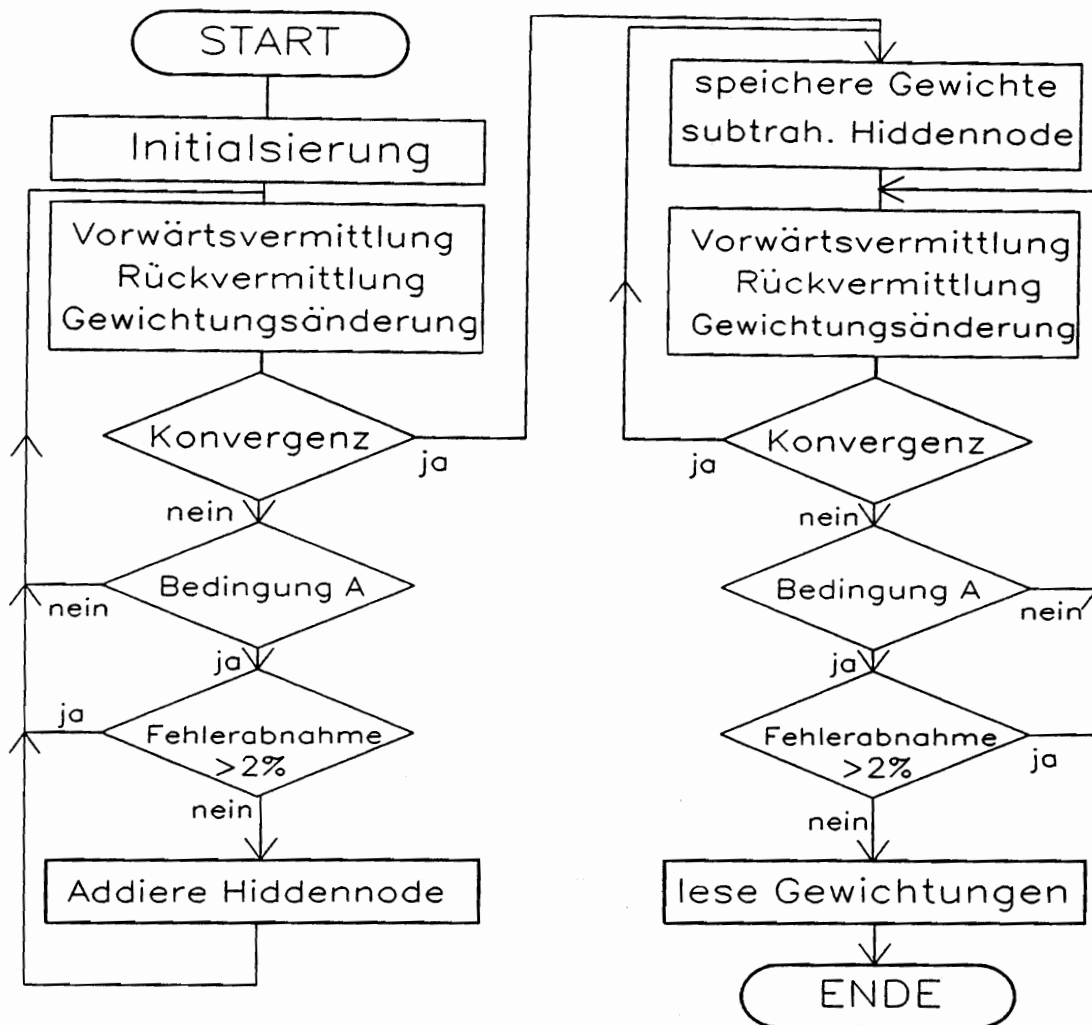 START
Initialsierung
Vorwärtsvermittlung
Rückvermittlung
Gewichtungsänderung
Konvergenz
ja
nein
Bedingung A
nein
ja
ja
Fehlerabnahme
>2%
nein
Addiere Hiddennode
speichere Gewichte
subtrah. Hiddennode
Vorwärtsvermittlung
Rückvermittlung
Gewichtungsänderung
Konvergenz
ja
nein
Bedingung A
nein
ja
Fehlerabnahme
>2%
ja
nein
lese Gewichtungen
ENDE